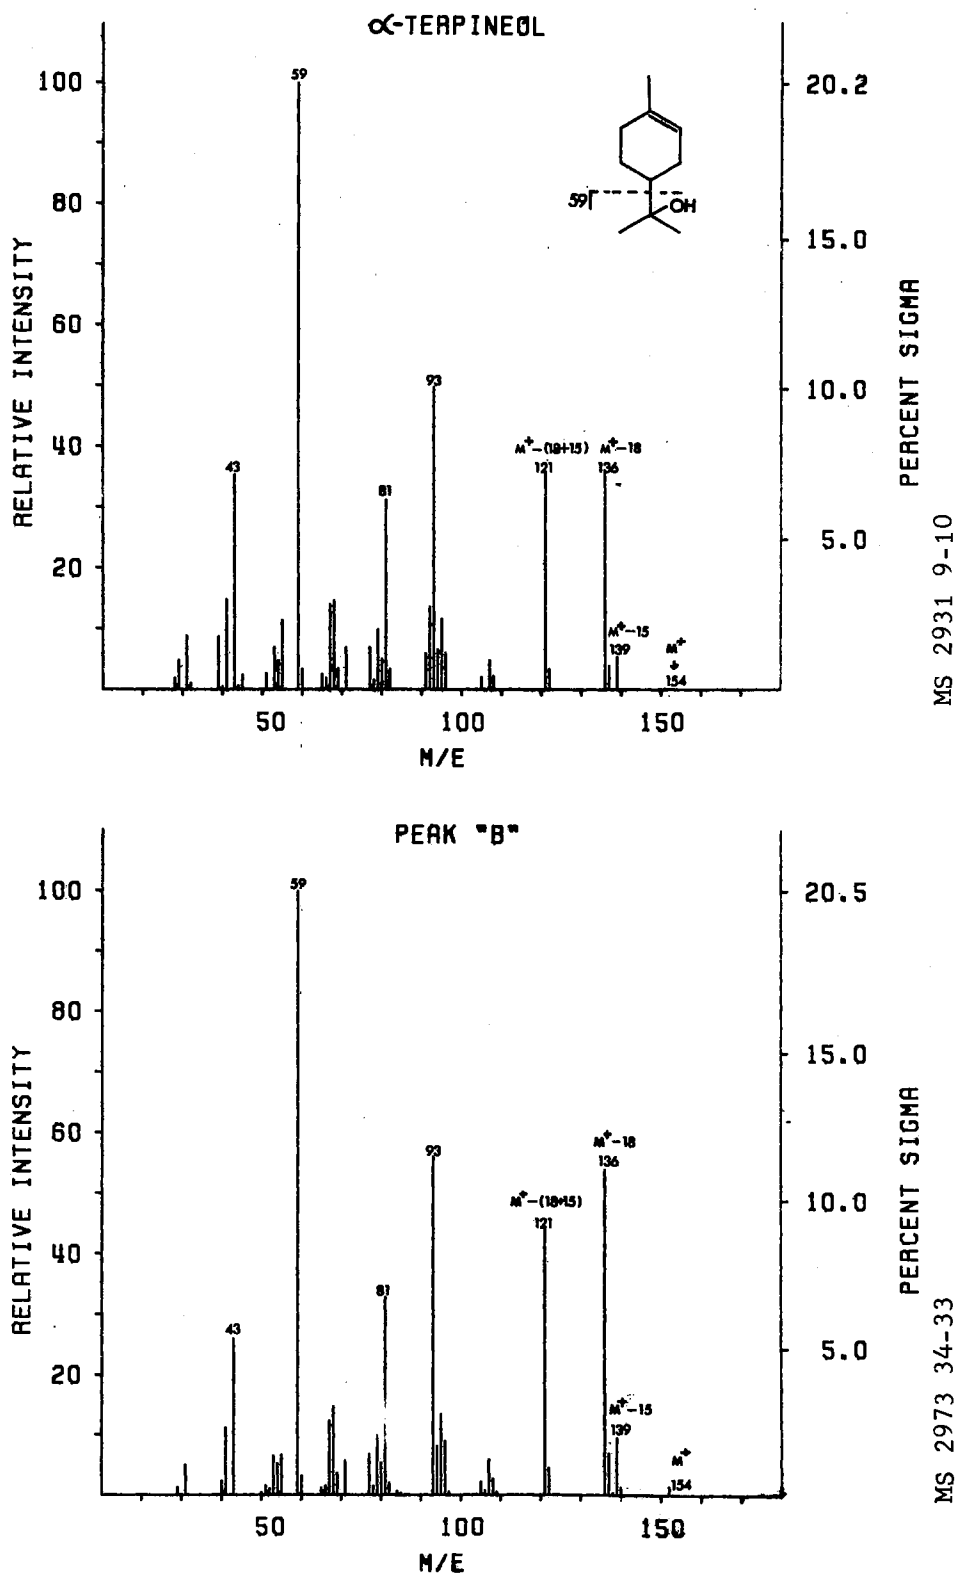 α-TERPINEOL
RELATIVE INTENSITY
100
80
60
40
20
59
43
81
93
M⁺-(18+15)
121
M⁺-18
136
M⁺-15
139
M⁺
154
59
OH
20.2
15.0
10.0
5.0
PERCENT SIGMA
50
100
150
M/E
MS 2931 9-10
PEAK "B"
RELATIVE INTENSITY
100
80
60
40
20
59
43
81
93
M⁺-(18+15)
121
M⁺-18
136
M⁺-15
139
M⁺
154
20.5
15.0
10.0
5.0
PERCENT SIGMA
50
100
150
M/E
MS 2973 34-33